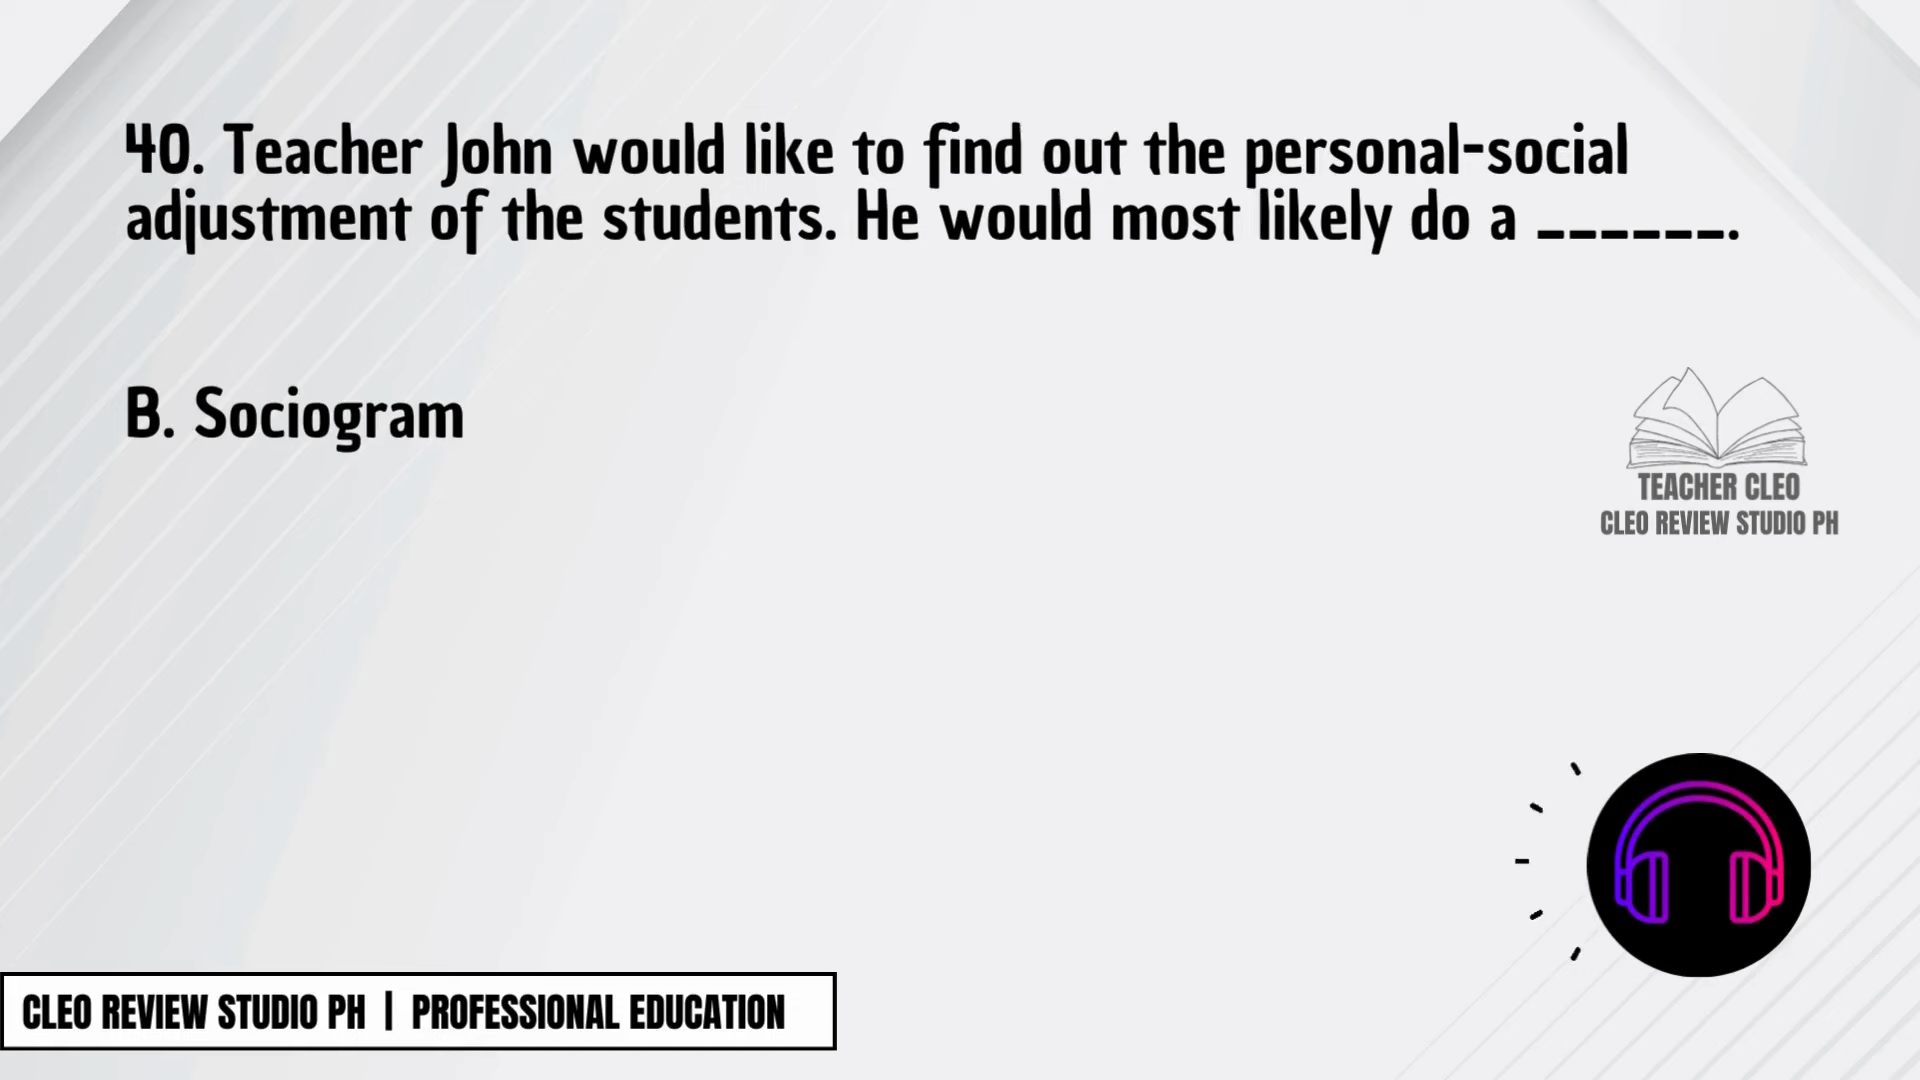 40. Teacher John would like to find out the personal-social
adjustment of the students. He would most likely do a ______.
B. Sociogram
TEACHER CLEO
CLEO REVIEW STUDIO PH
CLEO REVIEW STUDIO PH | PROFESSIONAL EDUCATION